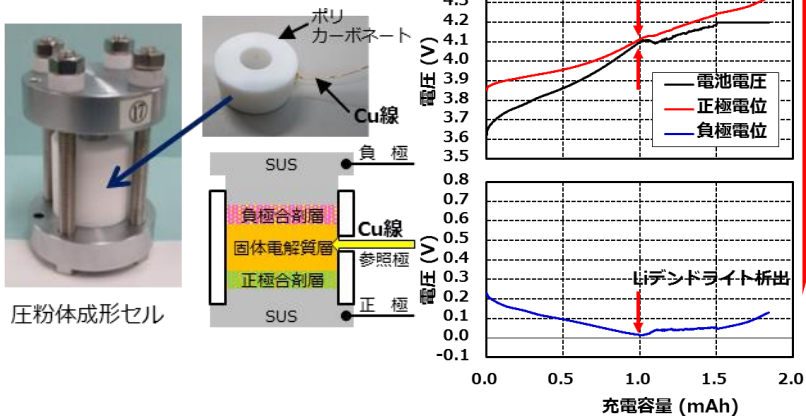 ポリ
カーボネート
Cu線
⑰
圧粉体成形セル
SUS
負 極
負極合剤層
Cu線
固体電解質層
参照極
正極合剤層
正 極
SUS
電圧 (V)
4.3
4.2
4.1
4.0
3.9
3.8
3.7
3.6
3.5
電池電圧
正極電位
負極電位
電圧 (V)
0.8
0.7
0.6
0.5
0.4
0.3
0.2
0.1
0.0
-0.1
Liデンドライト析出
0.0 0.5 1.0 1.5 2.0
充電容量 (mAh)